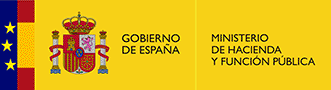 GOBIERNO
DE ESPAÑA
MINISTERIO
DE HACIENDA
Y FUNCIÓN PÚBLICA